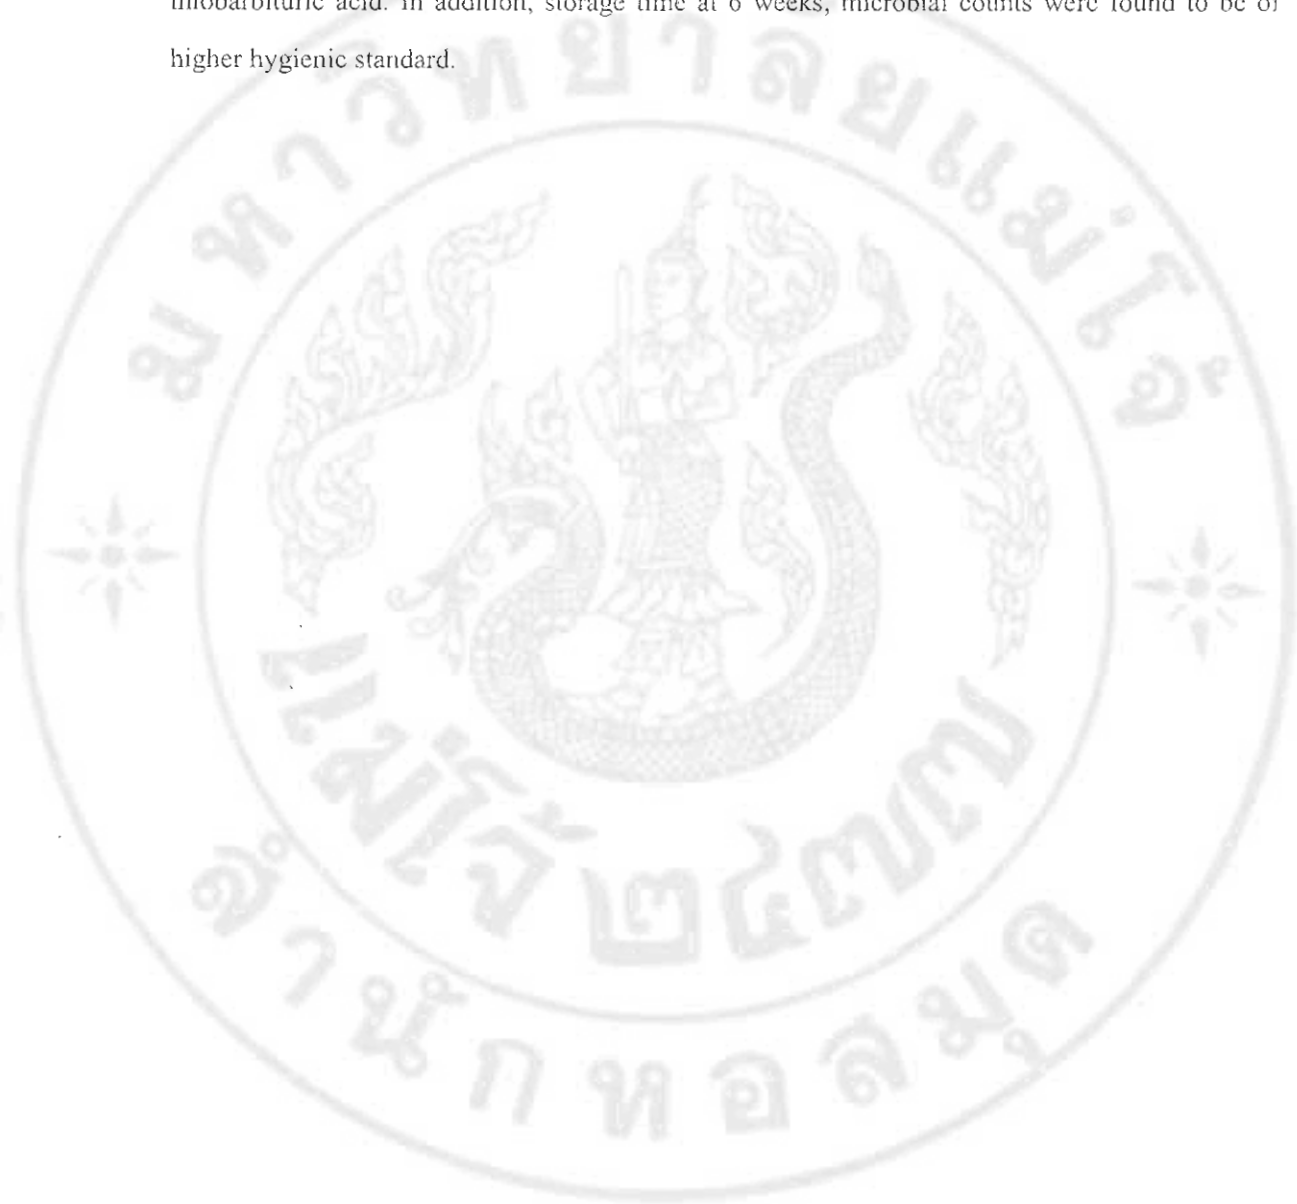 thiobarbituric acid. In addition, storage time at 6 weeks, microbial counts were found to be of
higher hygienic standard.
มหาวิทยาลัยแม่โจ้
แม่โจ้ ๒๔๗๗
สำนักหอสมุด